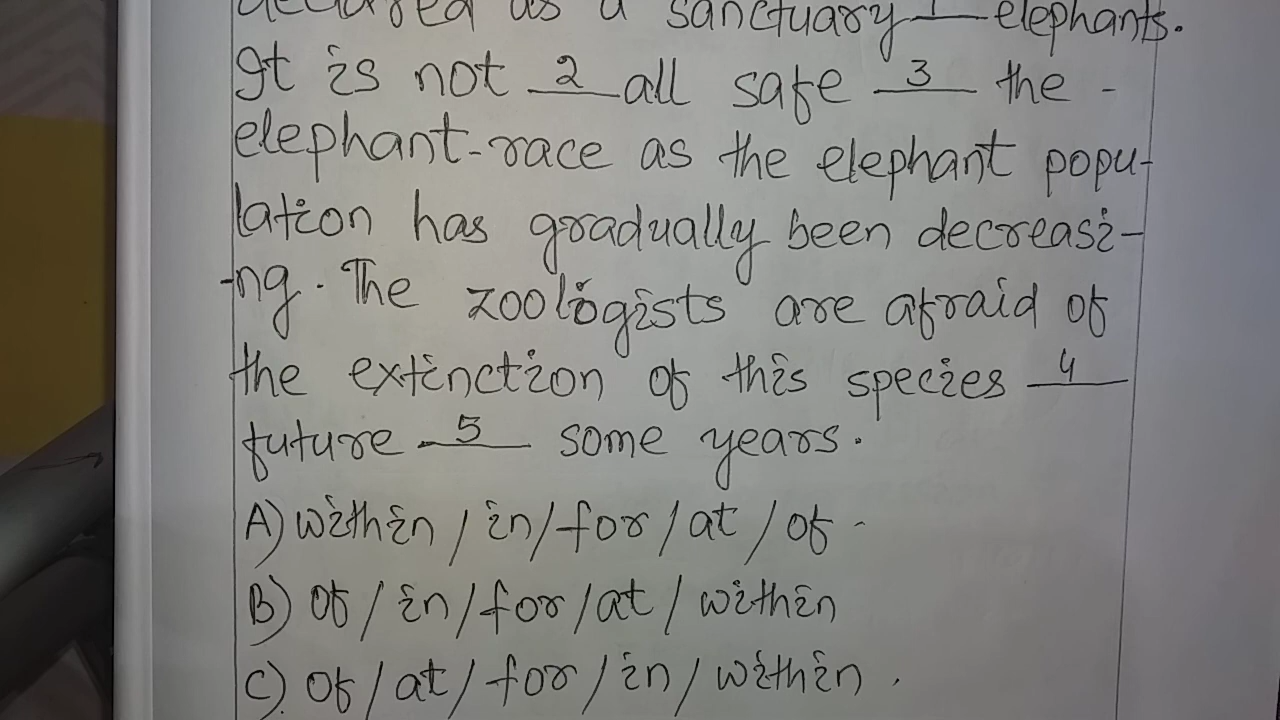 declared as a sanctuary 1 elephants.
It is not 2 all safe 3 the -
elephant-race as the elephant popu-
lation has gradually been decreasi-
-ng. The zoologists are afraid of
the extinction of this species 4
future 5 some years.
A) within / in / for / at / of -
B) Of / in / for / at / within
C) Of / at / for / in / within .